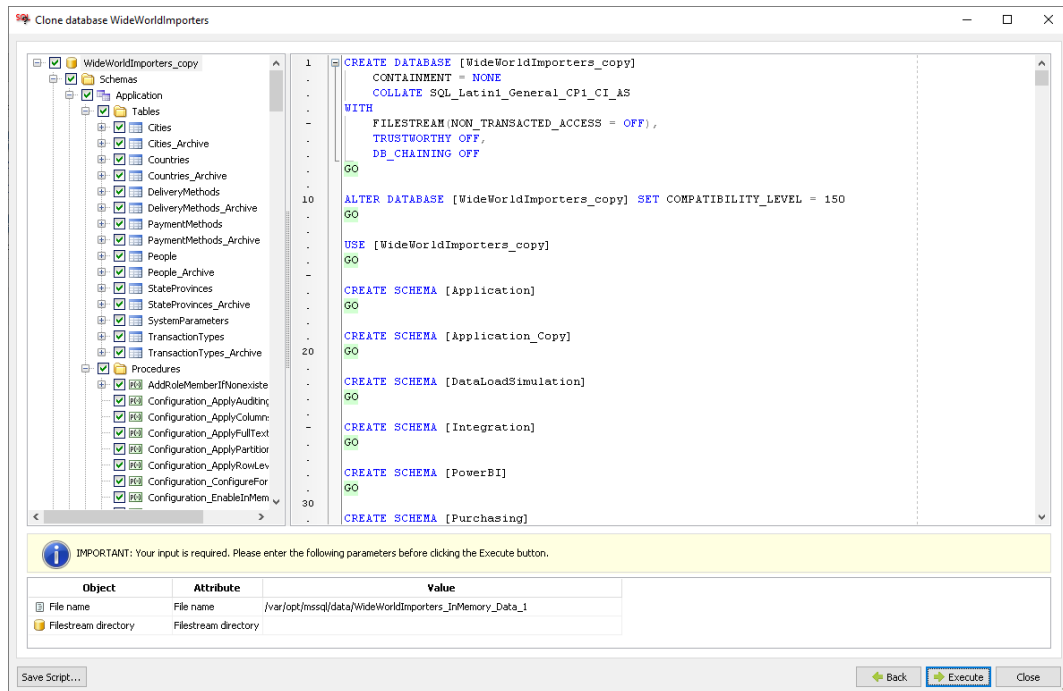 Clone database WideWorldImporters
WideWorldImporters_copy
Schemas
Application
Tables
Cities
Cities_Archive
Countries
Countries_Archive
DeliveryMethods
DeliveryMethods_Archive
PaymentMethods
PaymentMethods_Archive
People
People_Archive
StateProvinces
StateProvinces_Archive
SystemParameters
TransactionTypes
TransactionTypes_Archive
Procedures
AddRoleMemberIfNonexiste
Configuration_ApplyAuditing
Configuration_ApplyColumn
Configuration_ApplyFullText
Configuration_ApplyPartition
Configuration_ApplyRowLev
Configuration_ConfigureFor
Configuration_EnableInMem
1 CREATE DATABASE [WideWorldImporters_copy]
CONTAINMENT = NONE
COLLATE SQL_Latin1_General_CP1_CI_AS
WITH
FILESTREAM(NON_TRANSACTED_ACCESS = OFF),
TRUSTWORTHY OFF,
DB_CHAINING OFF
GO
10 ALTER DATABASE [WideWorldImporters_copy] SET COMPATIBILITY_LEVEL = 150
GO
USE [WideWorldImporters_copy]
GO
CREATE SCHEMA [Application]
GO
CREATE SCHEMA [Application_Copy]
20 GO
CREATE SCHEMA [DataLoadSimulation]
GO
CREATE SCHEMA [Integration]
GO
CREATE SCHEMA [PowerBI]
GO
30
CREATE SCHEMA [Purchasing]
IMPORTANT: Your input is required. Please enter the following parameters before clicking the Execute button.
Object Attribute Value
File name File name /var/opt/mssql/data/WideWorldImporters_InMemory_Data_1
Filestream directory Filestream directory
Save Script... Back Execute Close